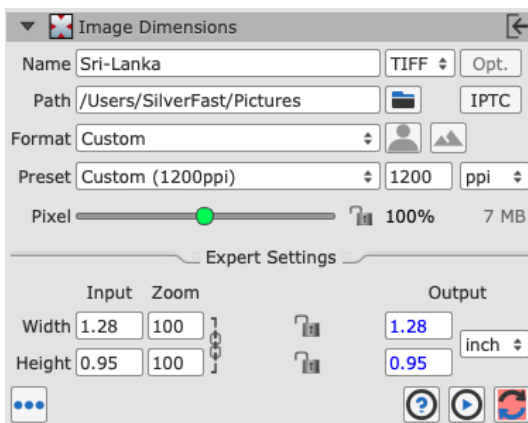 Image Dimensions
Name Sri-Lanka TIFF Opt.
Path /Users/SilverFast/Pictures IPTC
Format Custom
Preset Custom (1200ppi) 1200 ppi
Pixel 100% 7 MB
Expert Settings
Input Zoom Output
Width 1.28 100 1.28
inch
Height 0.95 100 0.95
?